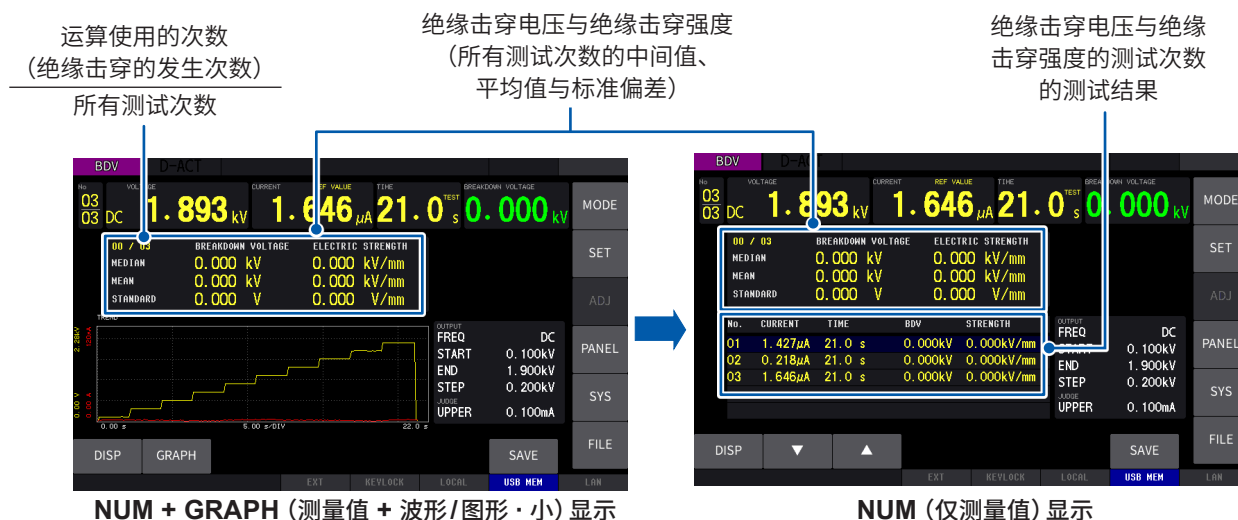 运算使用的次数
（绝缘击穿的发生次数）
所有测试次数
绝缘击穿电压与绝缘击穿强度
（所有测试次数的中间值、
平均值与标准偏差）
绝缘击穿电压与绝缘
击穿强度的测试次数
的测试结果
BDV D-ACT
No VOLTAGE CURRENT REF VALUE TIME BREAKDOWN VOLTAGE
03
03 DC 1.893 kV 1.646 µA 21.0 TEST s 0.000 kV
MODE
SET
ADJ
PANEL
SYS
FILE
00 / 03 BREAKDOWN VOLTAGE ELECTRIC STRENGTH
MEDIAN 0.000 kV 0.000 kV/mm
MEAN 0.000 kV 0.000 kV/mm
STANDARD 0.000 V 0.000 V/mm
TREND
2.28kV
120uA
0.00 V
0.00 A
0.00 s 5.00 s/DIV 22.0 s
OUTPUT
FREQ DC
START 0.100kV
END 1.900kV
STEP 0.200kV
JUDGE
UPPER 0.100mA
DISP GRAPH SAVE
EXT KEYLOCK LOCAL USB MEM LAN
NUM + GRAPH（测量值 + 波形/图形・小）显示
BDV D-A
No VOLTAGE CURRENT REF VALUE TIME BREAKDOWN VOLTAGE
03
03 DC 1.893 kV 1.646 µA 21.0 TEST s 0.000 kV
MODE
SET
ADJ
PANEL
SYS
FILE
00 / 03 BREAKDOWN VOLTAGE ELECTRIC STRENGTH
MEDIAN 0.000 kV 0.000 kV/mm
MEAN 0.000 kV 0.000 kV/mm
STANDARD 0.000 V 0.000 V/mm
No. CURRENT TIME BDV STRENGTH
01 1.427µA 21.0 s 0.000kV 0.000kV/mm
02 0.218µA 21.0 s 0.000kV 0.000kV/mm
03 1.646µA 21.0 s 0.000kV 0.000kV/mm
OUTPUT
FREQ DC
START 0.100kV
END 1.900kV
STEP 0.200kV
JUDGE
UPPER 0.100mA
DISP ▼ ▲ SAVE
EXT KEYLOCK LOCAL USB MEM LAN
NUM（仅测量值）显示